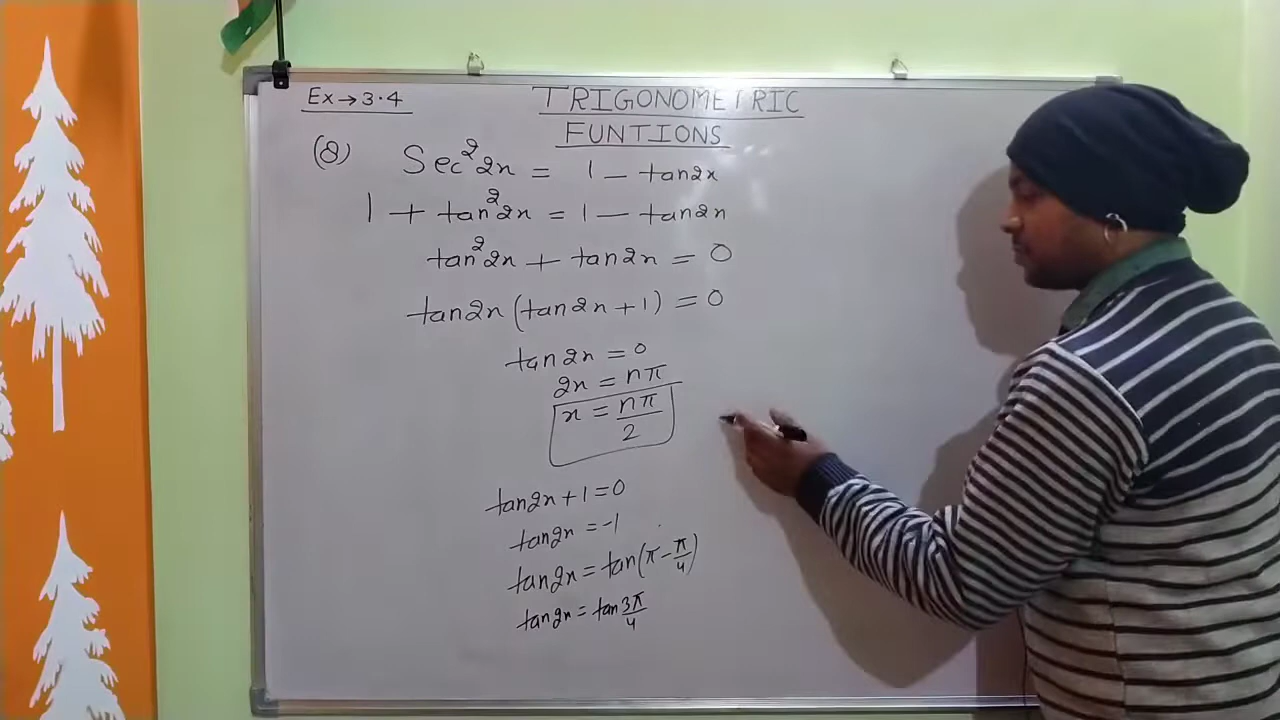 Ex→3.4
TRIGONOMETRIC
FUNTIONS
(8) Sec²2x = 1 – tan2x
1 + tan²2x = 1 – tan2x
tan²2x + tan2x = 0
tan2x (tan2x + 1) = 0
tan2x = 0
2x = nπ
x = nπ/2
tan2x + 1 = 0
tan2x = -1
tan2x = tan(π – π/4)
tan2x = tan 3π/4